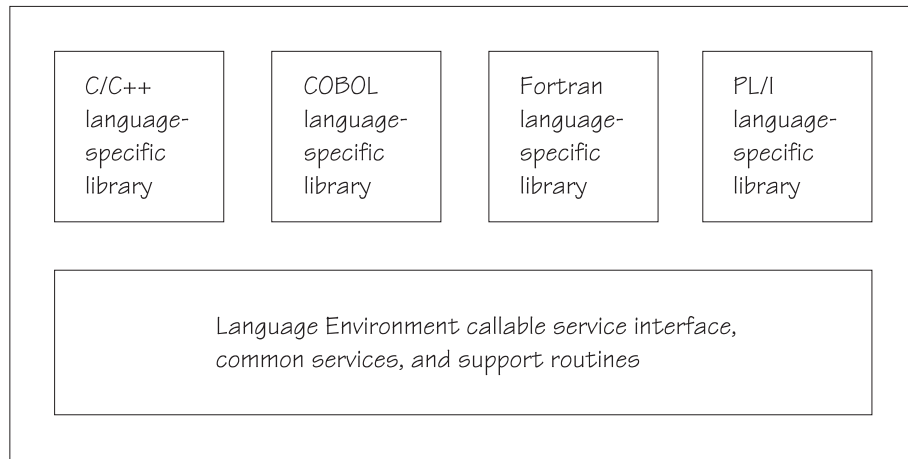 C/C++
language-
specific
library
COBOL
language-
specific
library
Fortran
language-
specific
library
PL/I
language-
specific
library
Language Environment callable service interface,
common services, and support routines